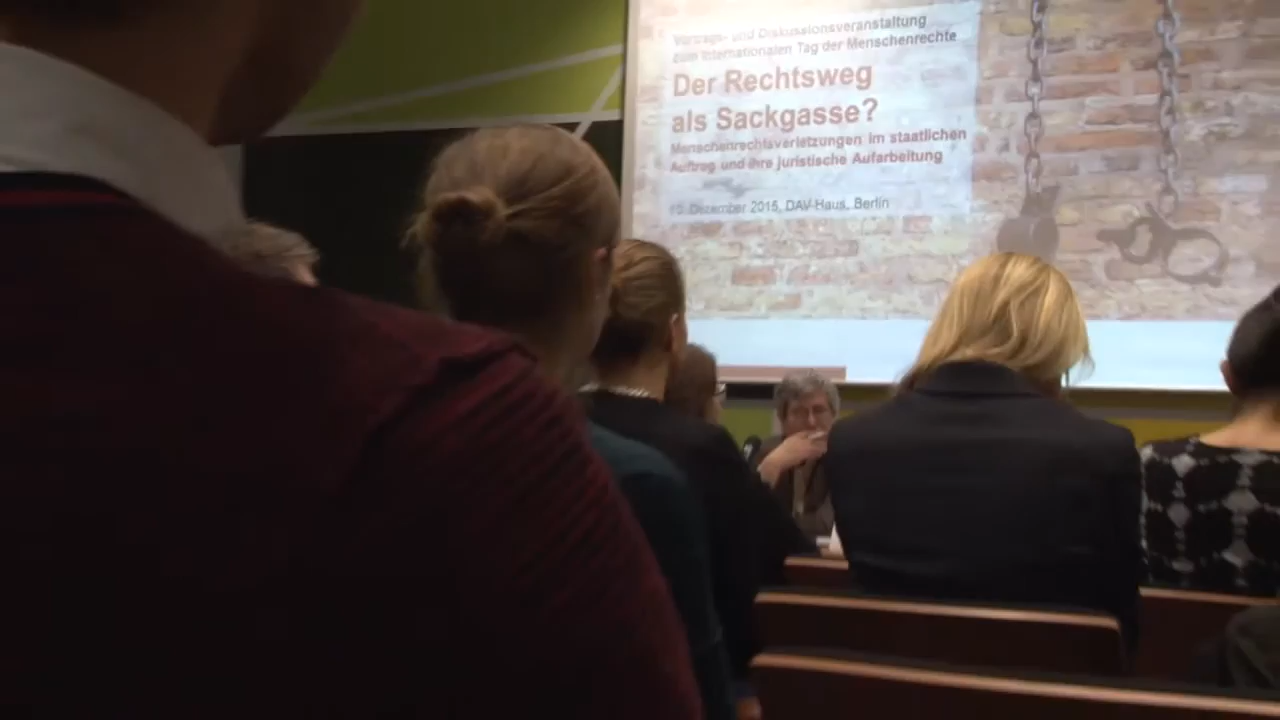 Vortrags- und Diskussionsveranstaltung
zum Internationalen Tag der Menschenrechte
Der Rechtsweg
als Sackgasse?
Menschenrechtsverletzungen im staatlichen
Auftrag und ihre juristische Aufarbeitung
Dezember 2015, DAV-Haus, Berlin